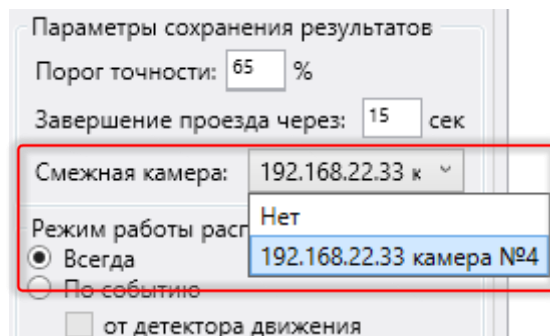 Параметры сохранения результатов
Порог точности: 65 %
Завершение проезда через: 15 сек
Смежная камера: 192.168.22.33 к
Нет
Режим работы расп
Всегда 192.168.22.33 камера №4
По событию
от детектора движения